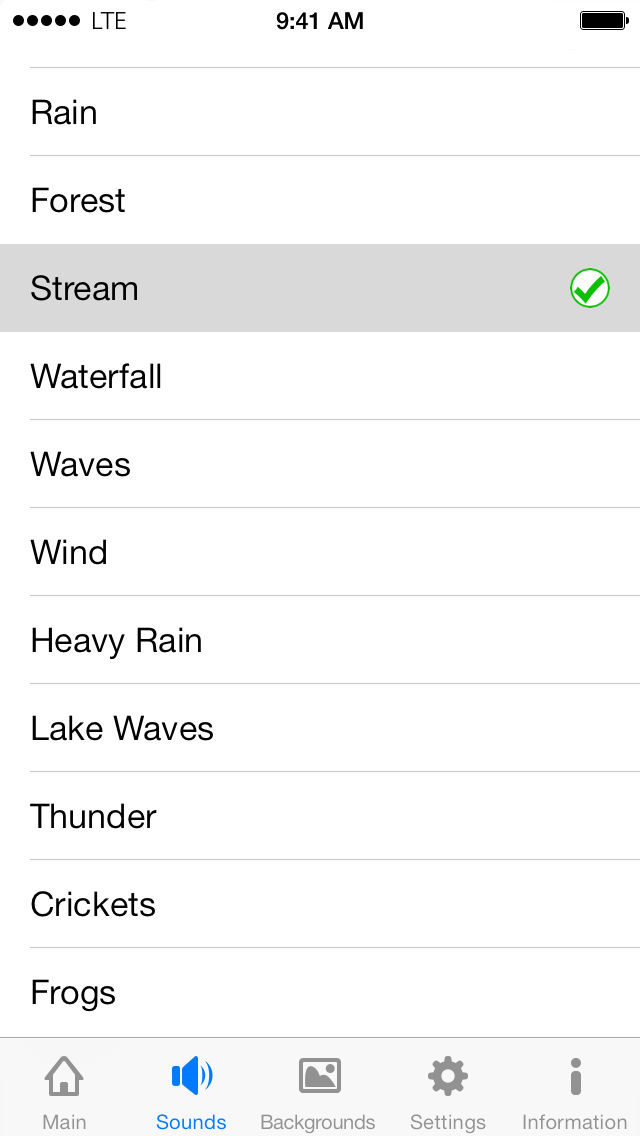 LTE 9:41 AM
Rain
Forest
Stream
Waterfall
Waves
Wind
Heavy Rain
Lake Waves
Thunder
Crickets
Frogs
Main Sounds Backgrounds Settings Information